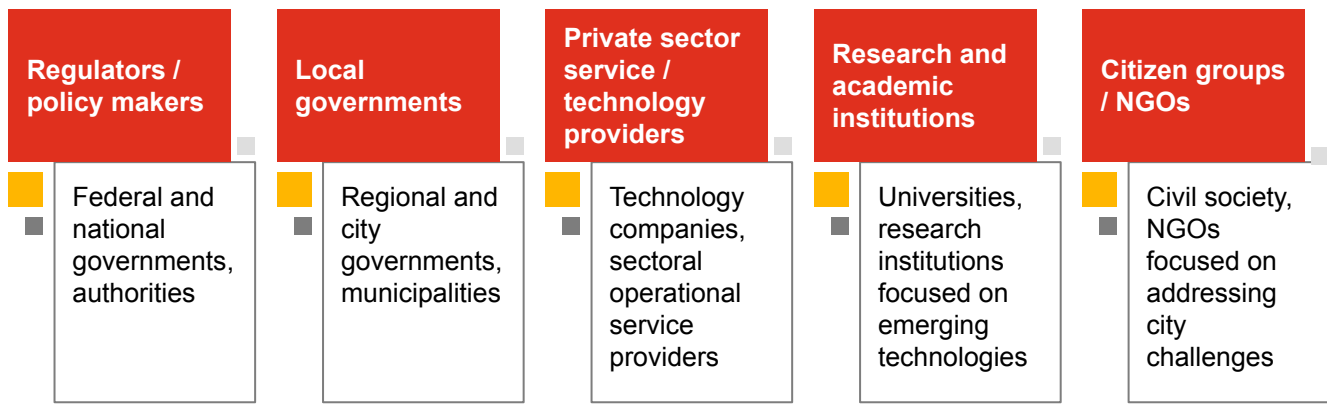 Regulators /
policy makers
Federal and
national
governments,
authorities
Local
governments
Regional and
city
governments,
municipalities
Private sector
service /
technology
providers
Technology
companies,
sectoral
operational
service
providers
Research and
academic
institutions
Universities,
research
institutions
focused on
emerging
technologies
Citizen groups
/ NGOs
Civil society,
NGOs
focused on
addressing
city
challenges